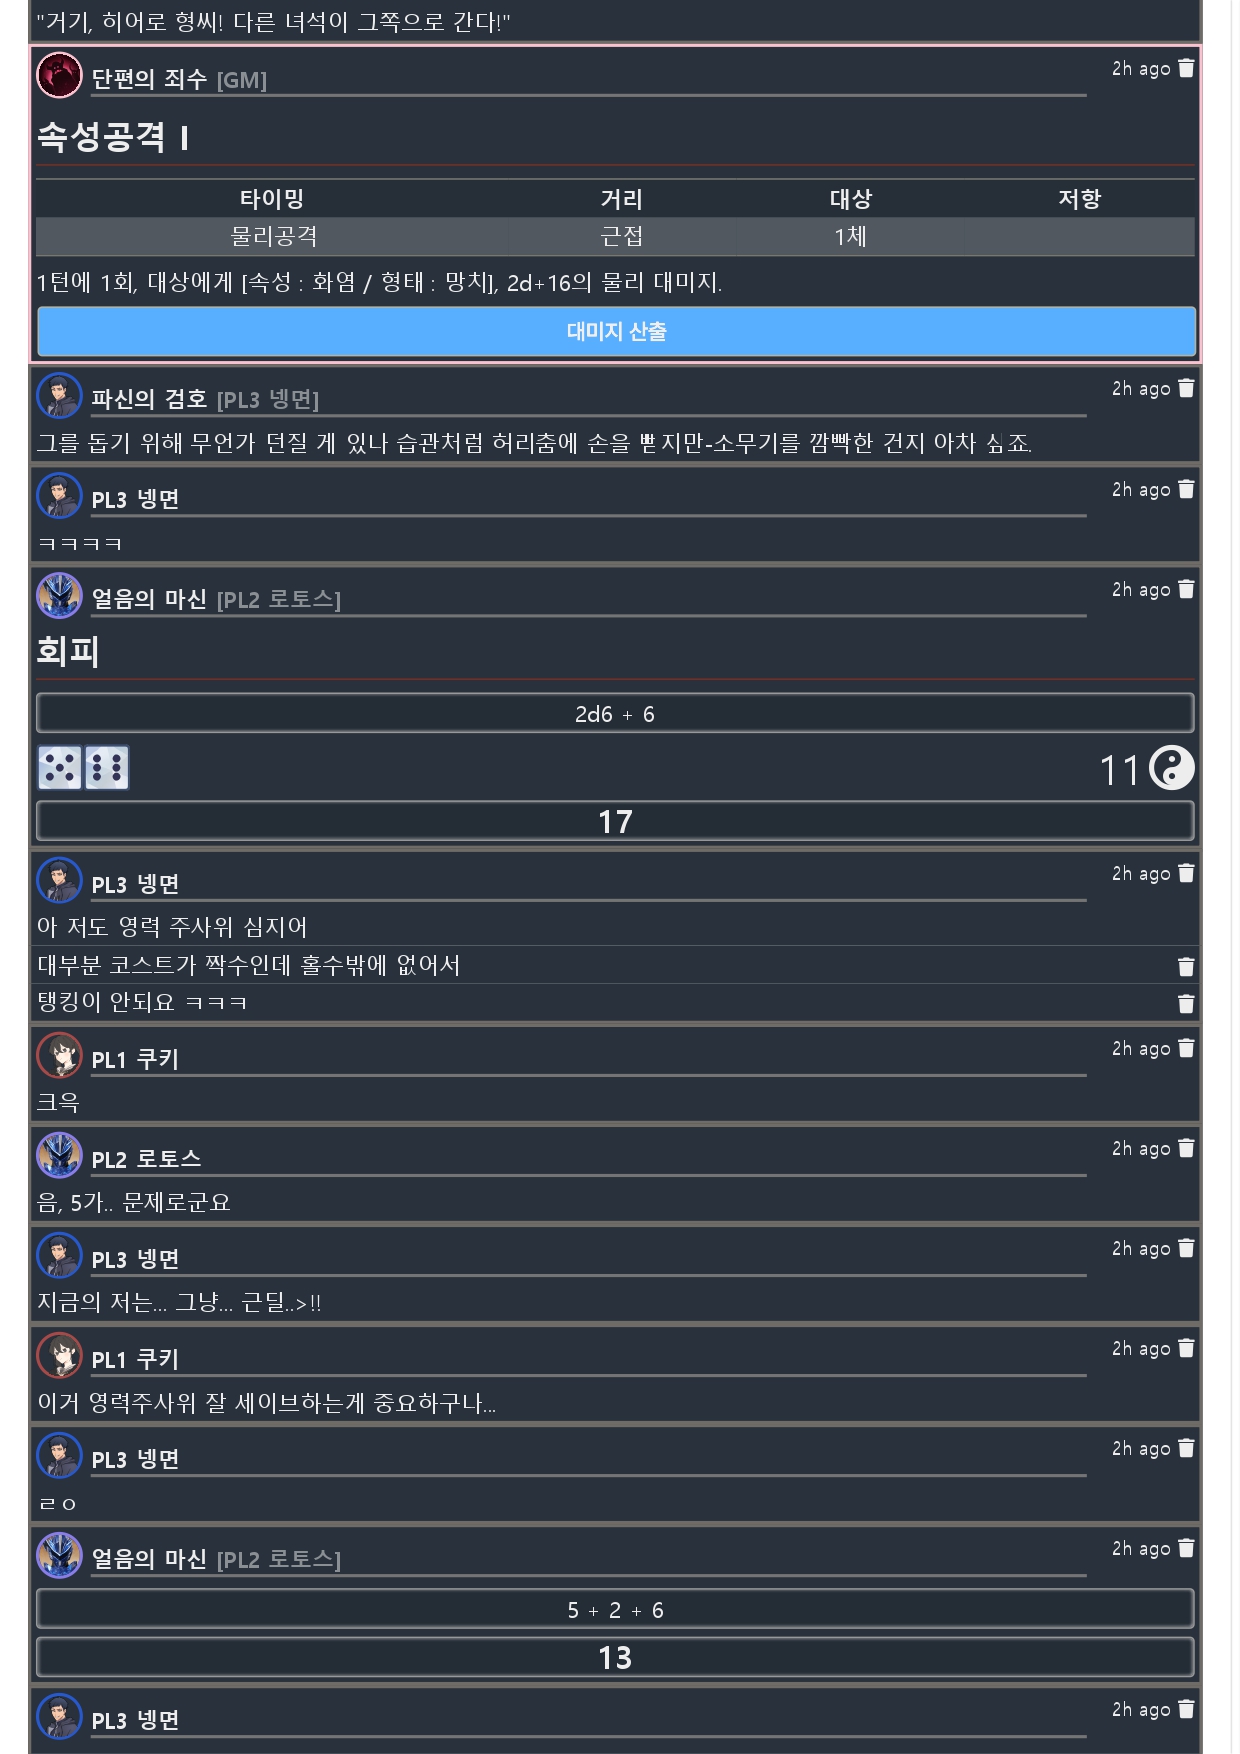 "거기, 히어로 형씨! 다른 녀석이 그쪽으로 간다!"
단편의 죄수 [GM] 2h ago
속성공격 I
타이밍 거리 대상 저항
물리공격 근접 1체
1턴에 1회, 대상에게 [속성 : 화염 / 형태 : 망치], 2d+16의 물리 대미지.
대미지 산출
파신의 검호 [PL3 넹면] 2h ago
그를 돕기 위해 무언가 던질 게 있나 습관처럼 허리춤에 손을 뻗지만-소무기를 깜빡한 건지 아차 싶죠.
PL3 넹면 2h ago
ㅋㅋㅋㅋ
얼음의 마신 [PL2 로토스] 2h ago
회피
2d6 + 6
11
17
PL3 넹면 2h ago
아 저도 영력 주사위 심지어
대부분 코스트가 짝수인데 홀수밖에 없어서
탱킹이 안되요 ㅋㅋㅋ
PL1 쿠키 2h ago
크윽
PL2 로토스 2h ago
음, 5가.. 문제로군요
PL3 넹면 2h ago
지금의 저는... 그냥... 근딜..>!!
PL1 쿠키 2h ago
이거 영력주사위 잘 세이브하는게 중요하구나...
PL3 넹면 2h ago
ㄹㅇ
얼음의 마신 [PL2 로토스] 2h ago
5 + 2 + 6
13
PL3 넹면 2h ago